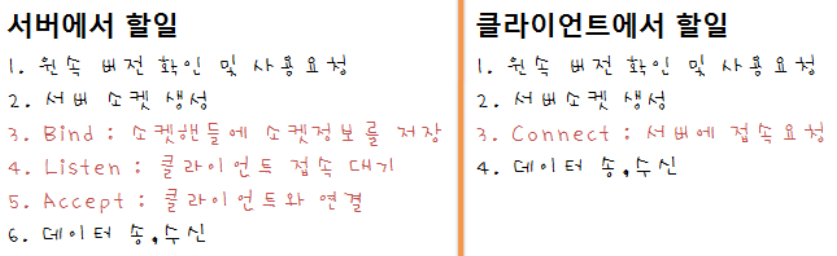 서버에서 할일
1. 윈속 버전 확인 및 사용요청
2. 서버 소켓 생성
3. Bind : 소켓핸들에 소켓정보를 저장
4. Listen : 클라이언트 접속 대기
5. Accept : 클라이언트와 연결
6. 데이터 송,수신
클라이언트에서 할일
1. 윈속 버전 확인 및 사용요청
2. 서버소켓 생성
3. Connect : 서버에 접속요청
4. 데이터 송,수신